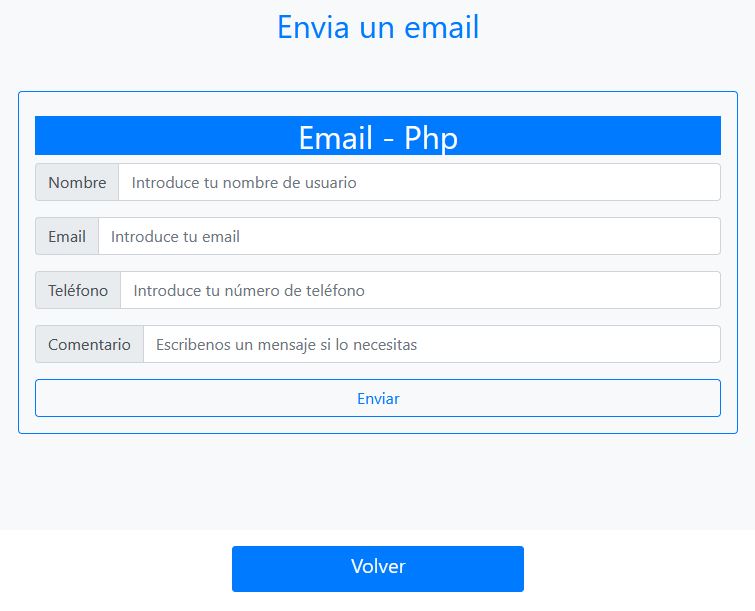 Envia un email
Email - Php
Nombre Introduce tu nombre de usuario
Email Introduce tu email
Teléfono Introduce tu número de teléfono
Comentario Escribenos un mensaje si lo necesitas
Enviar
Volver